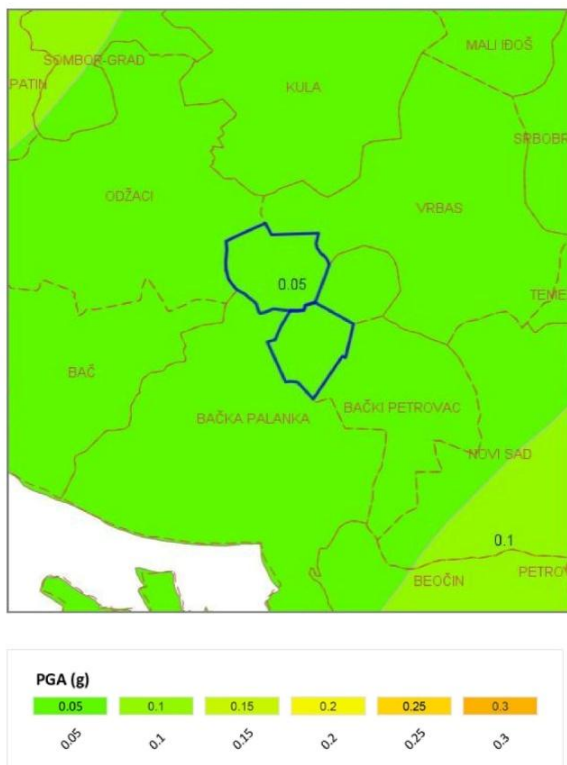 MALI IĐOŠ
SOMBOR-GRAD
PATIN
KULA
SRBOBR
ODŽACI
VRBAS
0.05
TEME
BAČ
BAČKI PETROVAC
BAČKA PALANKA
NOVI SAD
0.1
BEOČIN
PETROV
PGA (g)
0.05 0.1 0.15 0.2 0.25 0.3
0.05 0.1 0.15 0.2 0.25 0.3